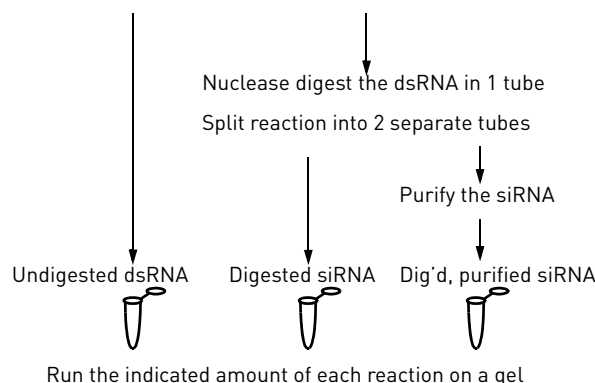 Nuclease digest the dsRNA in 1 tube
Split reaction into 2 separate tubes
Purify the siRNA
Undigested dsRNA
Digested siRNA
Dig'd, purified siRNA
Run the indicated amount of each reaction on a gel